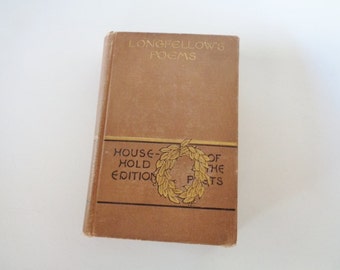 LONGFELLOW'S
POEMS
HOUSE- OF
HOLD THE
EDITION POETS